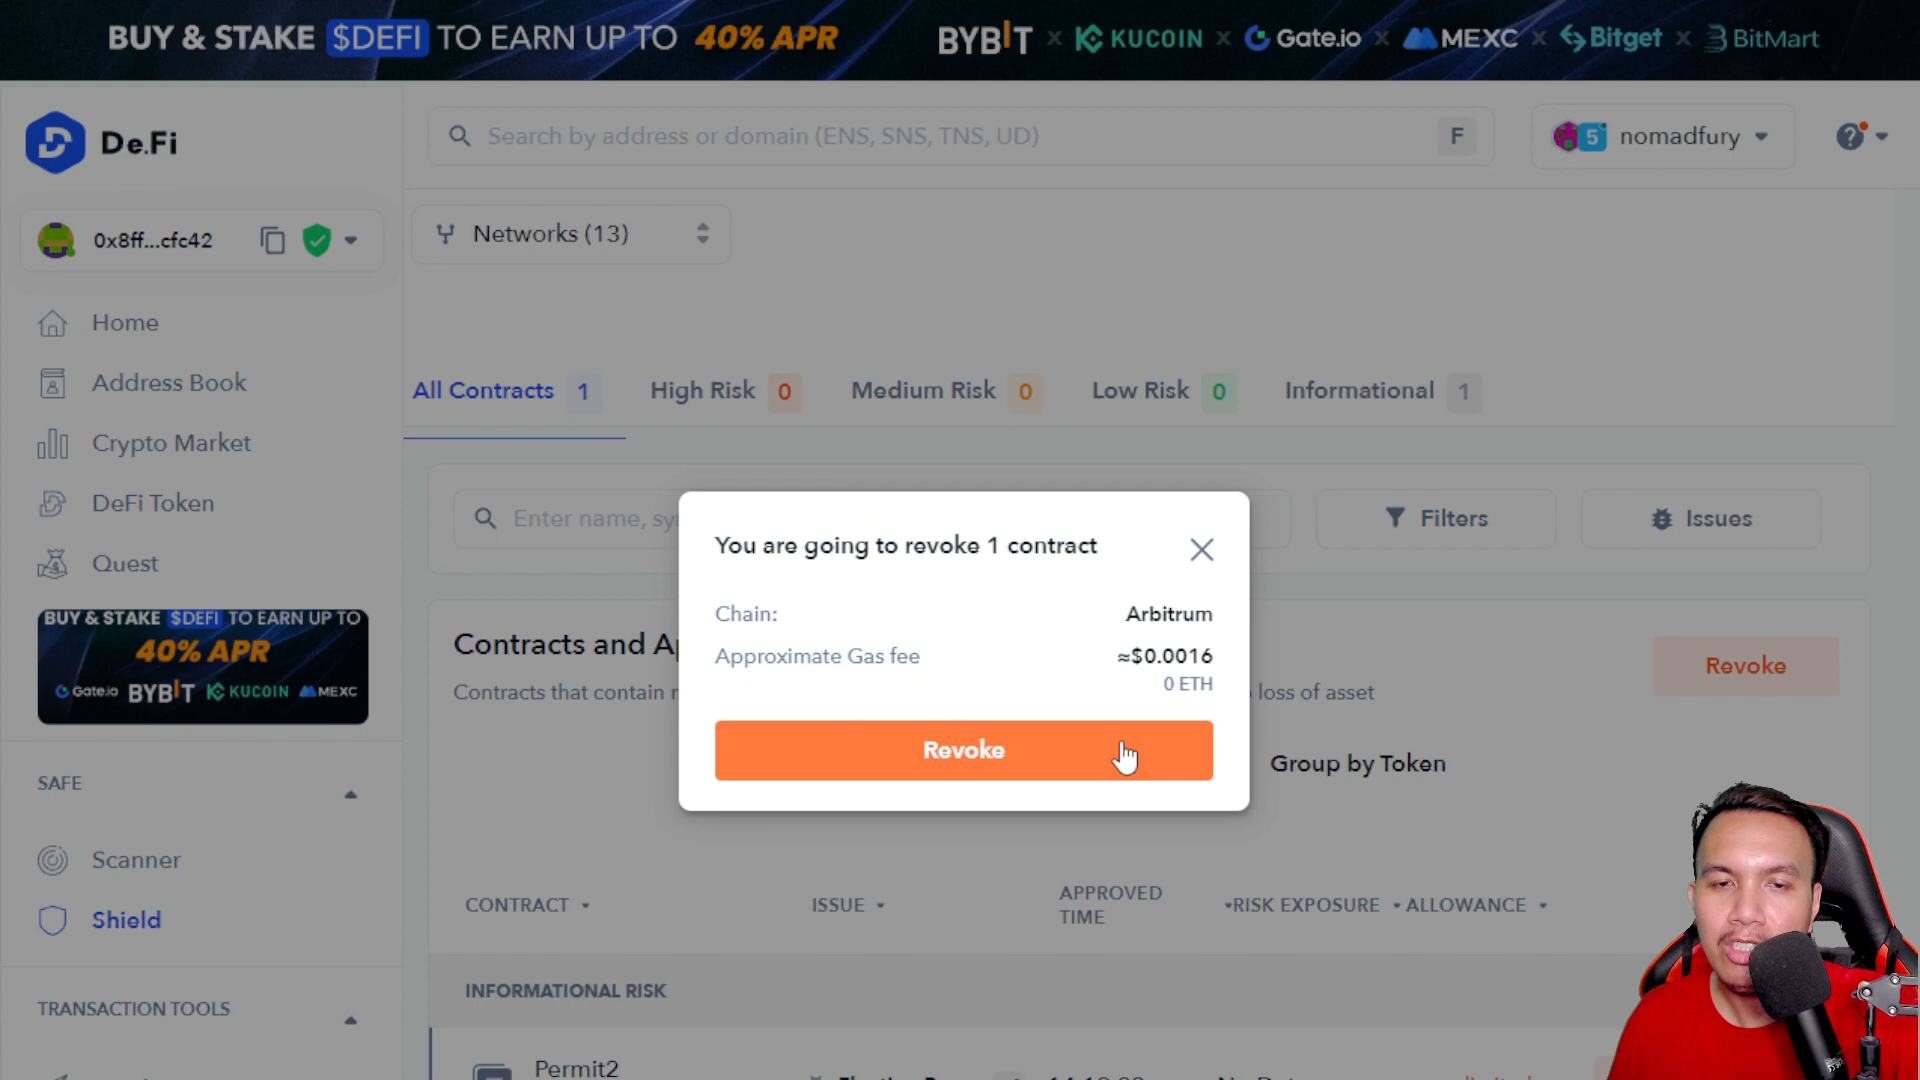 BUY & STAKE $DEFI TO EARN UP TO 40% APR
BYBIT × KUCOIN × Gate.io × MEXC × Bitget × BitMart
De.Fi
Search by address or domain (ENS, SNS, TNS, UD)
F
5
nomadfury
?
0x8ff...cfc42
Networks (13)
Home
Address Book
Crypto Market
DeFi Token
Quest
All Contracts 1
High Risk 0
Medium Risk 0
Low Risk 0
Informational 1
Enter name, sy
Filters
Issues
BUY & STAKE $DEFI TO EARN UP TO
40% APR
Gate.io BYBIT KUCOIN MEXC
You are going to revoke 1 contract
Chain: Arbitrum
Approximate Gas fee ≈$0.0016
0 ETH
Revoke
Contracts and A
Contracts that contain
loss of asset
Revoke
Group by Token
SAFE
Scanner
Shield
TRANSACTION TOOLS
CONTRACT
ISSUE
APPROVED
TIME
RISK EXPOSURE
ALLOWANCE
INFORMATIONAL RISK
Permit2